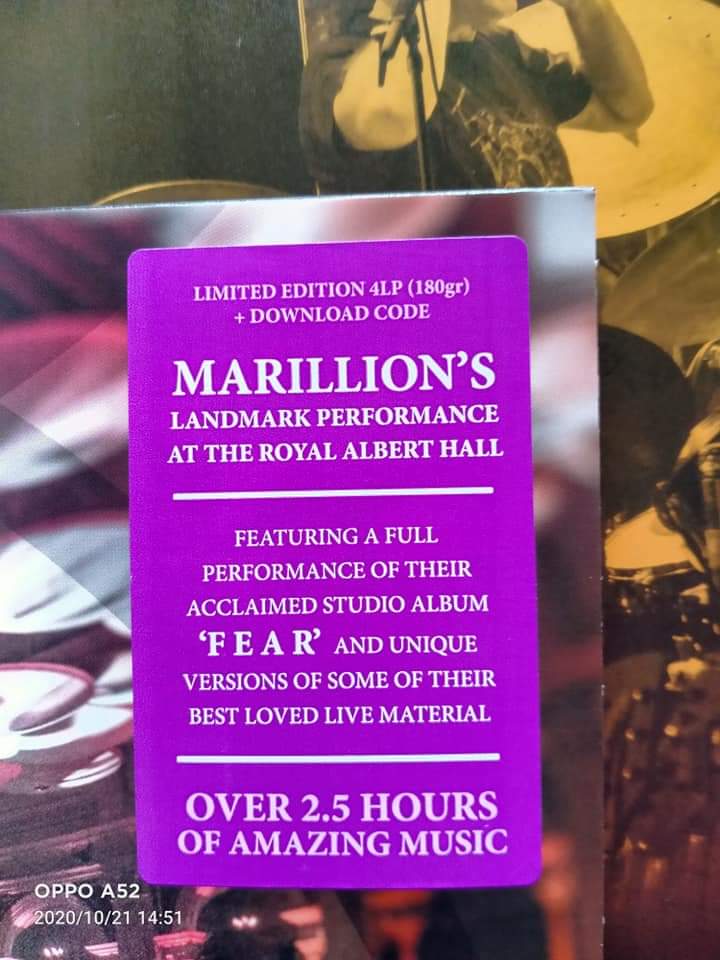 LIMITED EDITION 4LP (180gr)
+ DOWNLOAD CODE
MARILLION'S
LANDMARK PERFORMANCE
AT THE ROYAL ALBERT HALL
FEATURING A FULL
PERFORMANCE OF THEIR
ACCLAIMED STUDIO ALBUM
‘F E A R’ AND UNIQUE
VERSIONS OF SOME OF THEIR
BEST LOVED LIVE MATERIAL
OVER 2.5 HOURS
OF AMAZING MUSIC
OPPO A52
2020/10/21 14:51